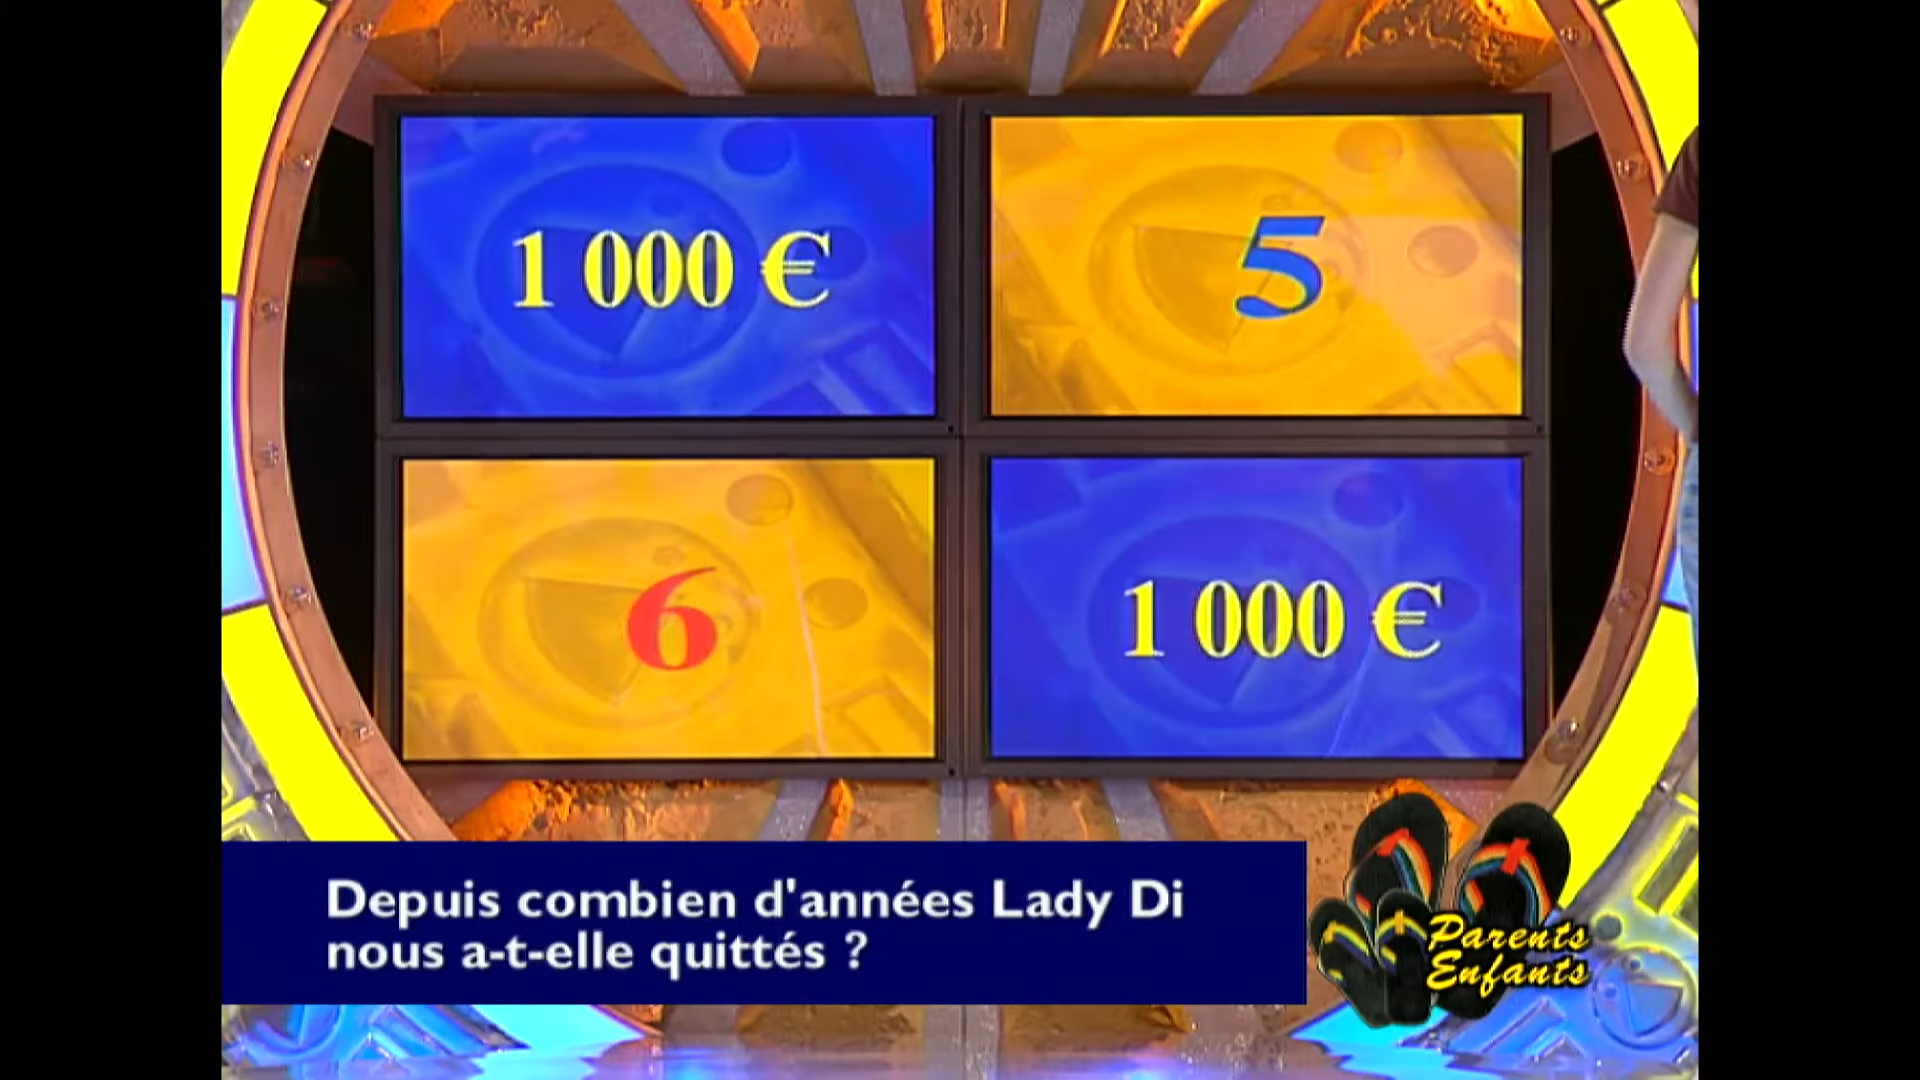 1 000 €
5
6
1 000 €
Depuis combien d'années Lady Di
nous a-t-elle quittés ?
Parents
Enfants